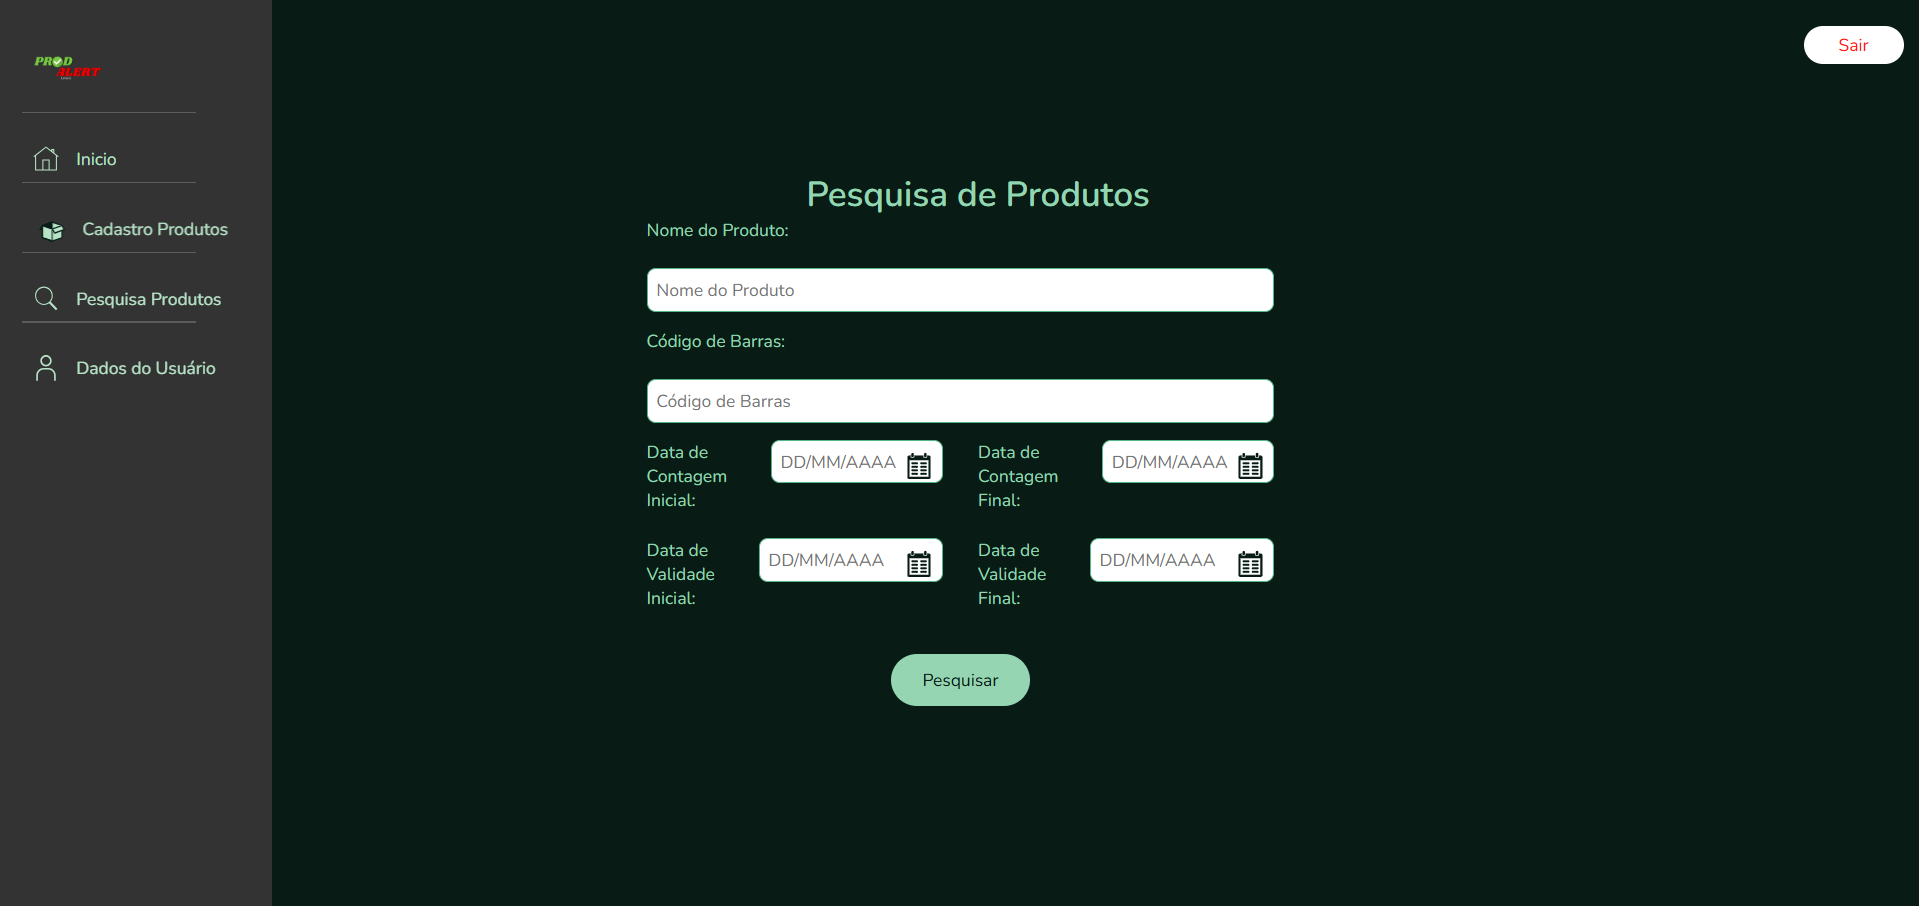 PROD
ALERT
Sair
Inicio
Cadastro Produtos
Pesquisa Produtos
Dados do Usuário
Pesquisa de Produtos
Nome do Produto:
Nome do Produto
Código de Barras:
Código de Barras
Data de
Contagem
Inicial:
DD/MM/AAAA
Data de
Contagem
Final:
DD/MM/AAAA
Data de
Validade
Inicial:
DD/MM/AAAA
Data de
Validade
Final:
DD/MM/AAAA
Pesquisar